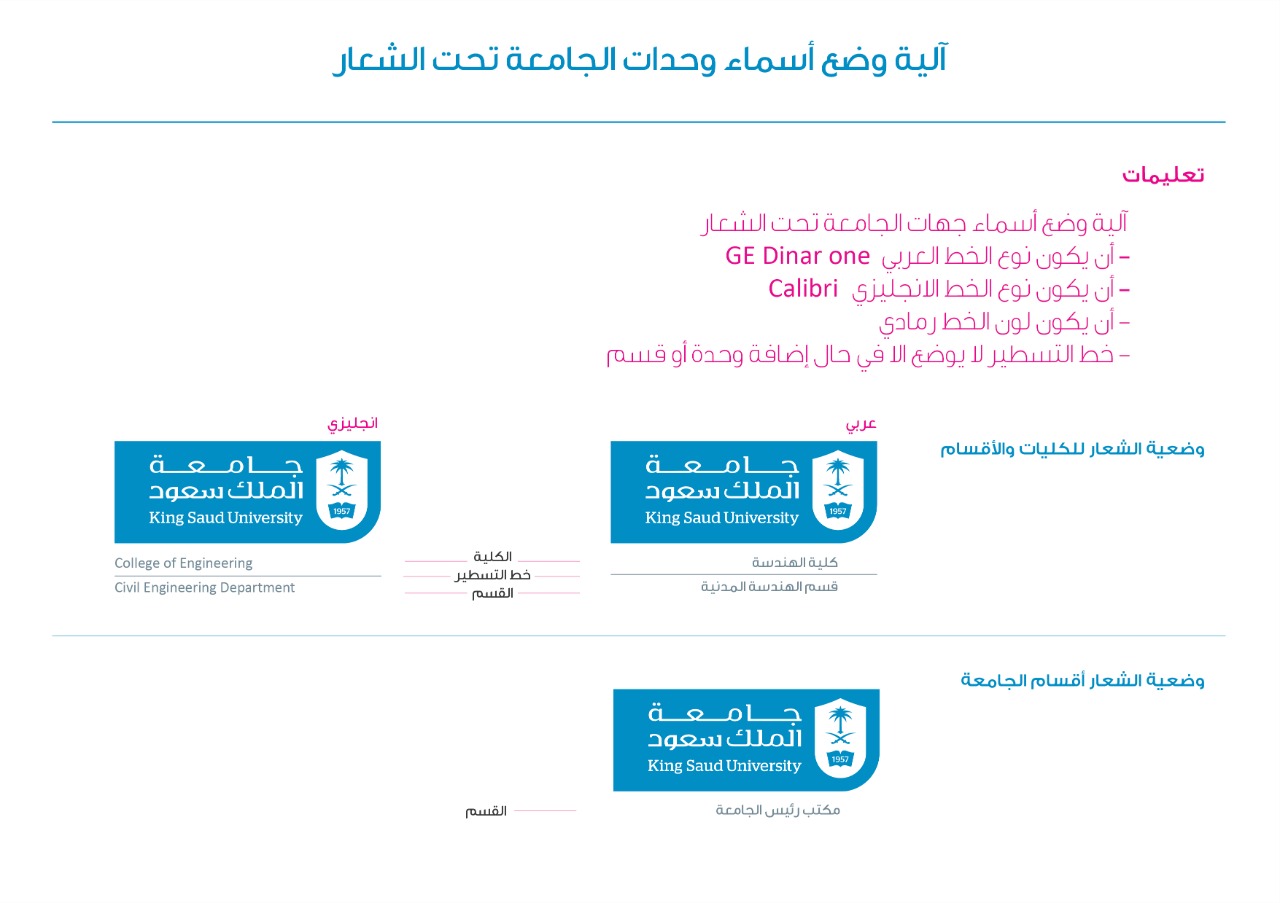 آلية وضع أسماء وحدات الجامعة تحت الشعار
تعليمات
آلية وضع أسماء جهات الجامعة تحت الشعار
– أن يكون نوع الخط العربي GE Dinar one
– أن يكون نوع الخط الانجليزي Calibri
– أن يكون لون الخط رمادي
– خط التسطير لا يوضع الا في حال إضافة وحدة أو قسم
وضعية الشعار للكليات والأقسام
عربي
جامعة
الملك سعود
King Saud University
1957
كلية الهندسة
قسم الهندسة المدنية
الكلية
خط التسطير
القسم
انجليزي
جامعة
الملك سعود
King Saud University
1957
College of Engineering
Civil Engineering Department
وضعية الشعار أقسام الجامعة
جامعة
الملك سعود
King Saud University
1957
مكتب رئيس الجامعة
القسم